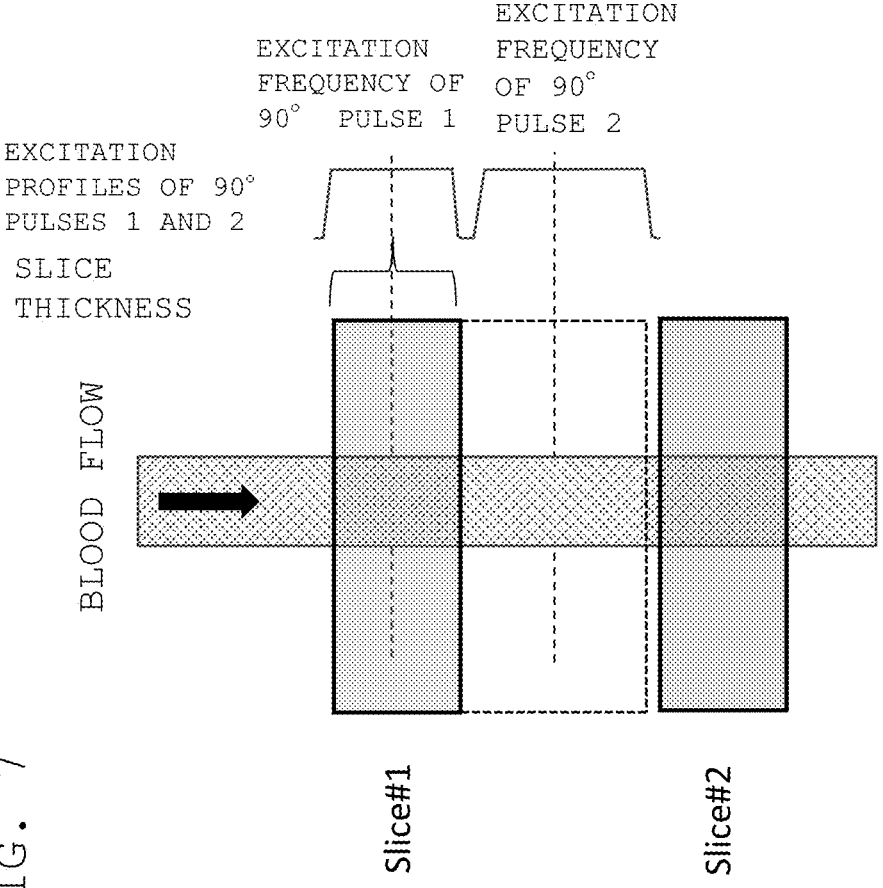 EXCITATION
FREQUENCY OF
90° PULSE 1
EXCITATION
FREQUENCY
OF 90°
PULSE 2
EXCITATION
PROFILES OF 90°
PULSES 1 AND 2
SLICE
THICKNESS
BLOOD FLOW
Slice#1
Slice#2